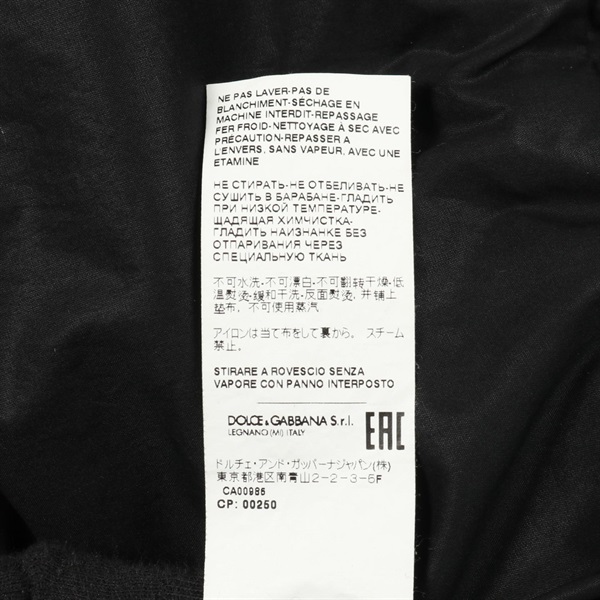 NE PAS LAVER-PAS DE
BLANCHIMENT-SÉCHAGE EN
MACHINE INTERDIT-REPASSAGE
FER FROID-NETTOYAGE À SEC AVEC
PRÉCAUTION-REPASSER A
L'ENVERS, SANS VAPEUR, AVEC UNE
ETAMINE
НЕ СТИРАТЬ-НЕ ОТБЕЛИВАТЬ-НЕ
СУШИТЬ В БАРАБАНЕ-ГЛАДИТЬ
ПРИ НИЗКОЙ ТЕМПЕРАТУРЕ-
ЩАДЯЩАЯ ХИМЧИСТКА-
ГЛАДИТЬ НАИЗНАНКЕ БЕЗ
ОТПАРИВАНИЯ ЧЕРЕЗ
СПЕЦИАЛЬНУЮ ТКАНЬ
不可水洗-不可漂白-不可翻转干燥-低
温熨烫-缓和干洗-反面熨烫,并铺上
垫布,不可使用蒸汽
アイロンは当て布をして裏から。スチーム
禁止。
STIRARE A ROVESCIO SENZA
VAPORE CON PANNO INTERPOSTO
DOLCE&GABBANA S.r.l.
LEGNANO (MI) ITALY
EAC
ドルチェ・アンド・ガッバーナジャパン(株)
東京都港区南青山2-2-3-6F
CA00985
CP: 00250